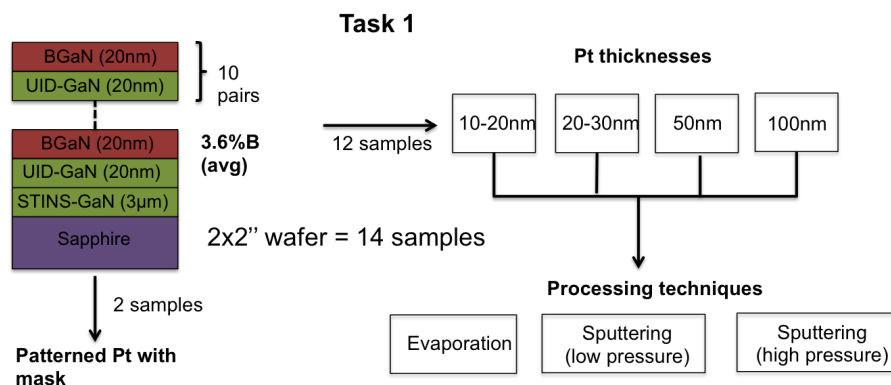 Task 1
BGaN (20nm)
UID-GaN (20nm)
10
pairs
BGaN (20nm)
UID-GaN (20nm)
STINS-GaN (3µm)
Sapphire
3.6%B
(avg)
2x2’’ wafer = 14 samples
2 samples
Patterned Pt with
mask
12 samples
Pt thicknesses
10-20nm
20-30nm
50nm
100nm
Processing techniques
Evaporation
Sputtering
(low pressure)
Sputtering
(high pressure)